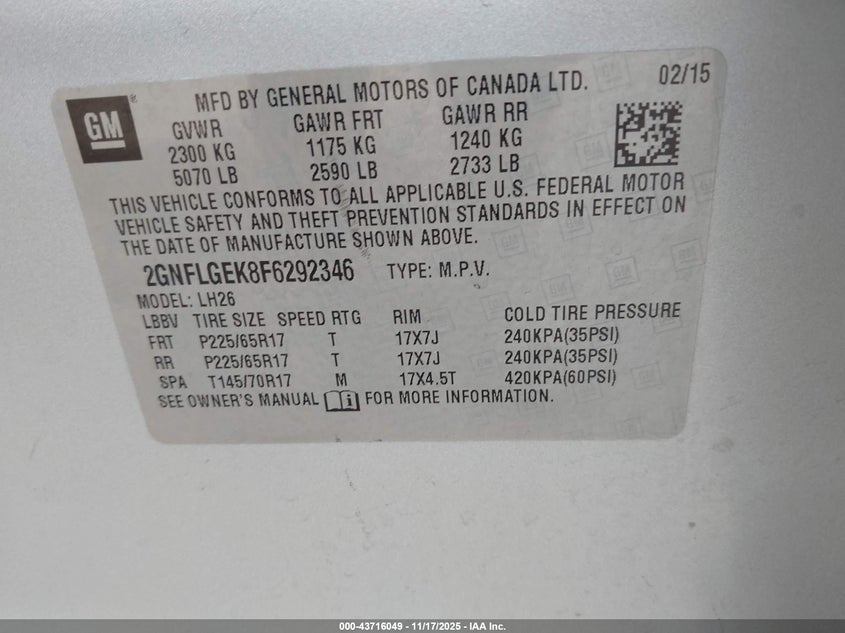 MFD BY GENERAL MOTORS OF CANADA LTD. 02/15
GM ®
GVWR GAWR FRT GAWR RR
2300 KG 1175 KG 1240 KG
5070 LB 2590 LB 2733 LB
THIS VEHICLE CONFORMS TO ALL APPLICABLE U.S. FEDERAL MOTOR
VEHICLE SAFETY AND THEFT PREVENTION STANDARDS IN EFFECT ON
THE DATE OF MANUFACTURE SHOWN ABOVE.
2GNFLGEK8F6292346 TYPE: M.P.V.
MODEL: LH26
LBBV TIRE SIZE SPEED RTG RIM COLD TIRE PRESSURE
FRT P225/65R17 T 17X7J 240KPA(35PSI)
RR P225/65R17 T 17X7J 240KPA(35PSI)
SPA T145/70R17 M 17X4.5T 420KPA(60PSI)
SEE OWNER'S MANUAL i FOR MORE INFORMATION.
000-43716049 - 11/17/2025 - IAA Inc.